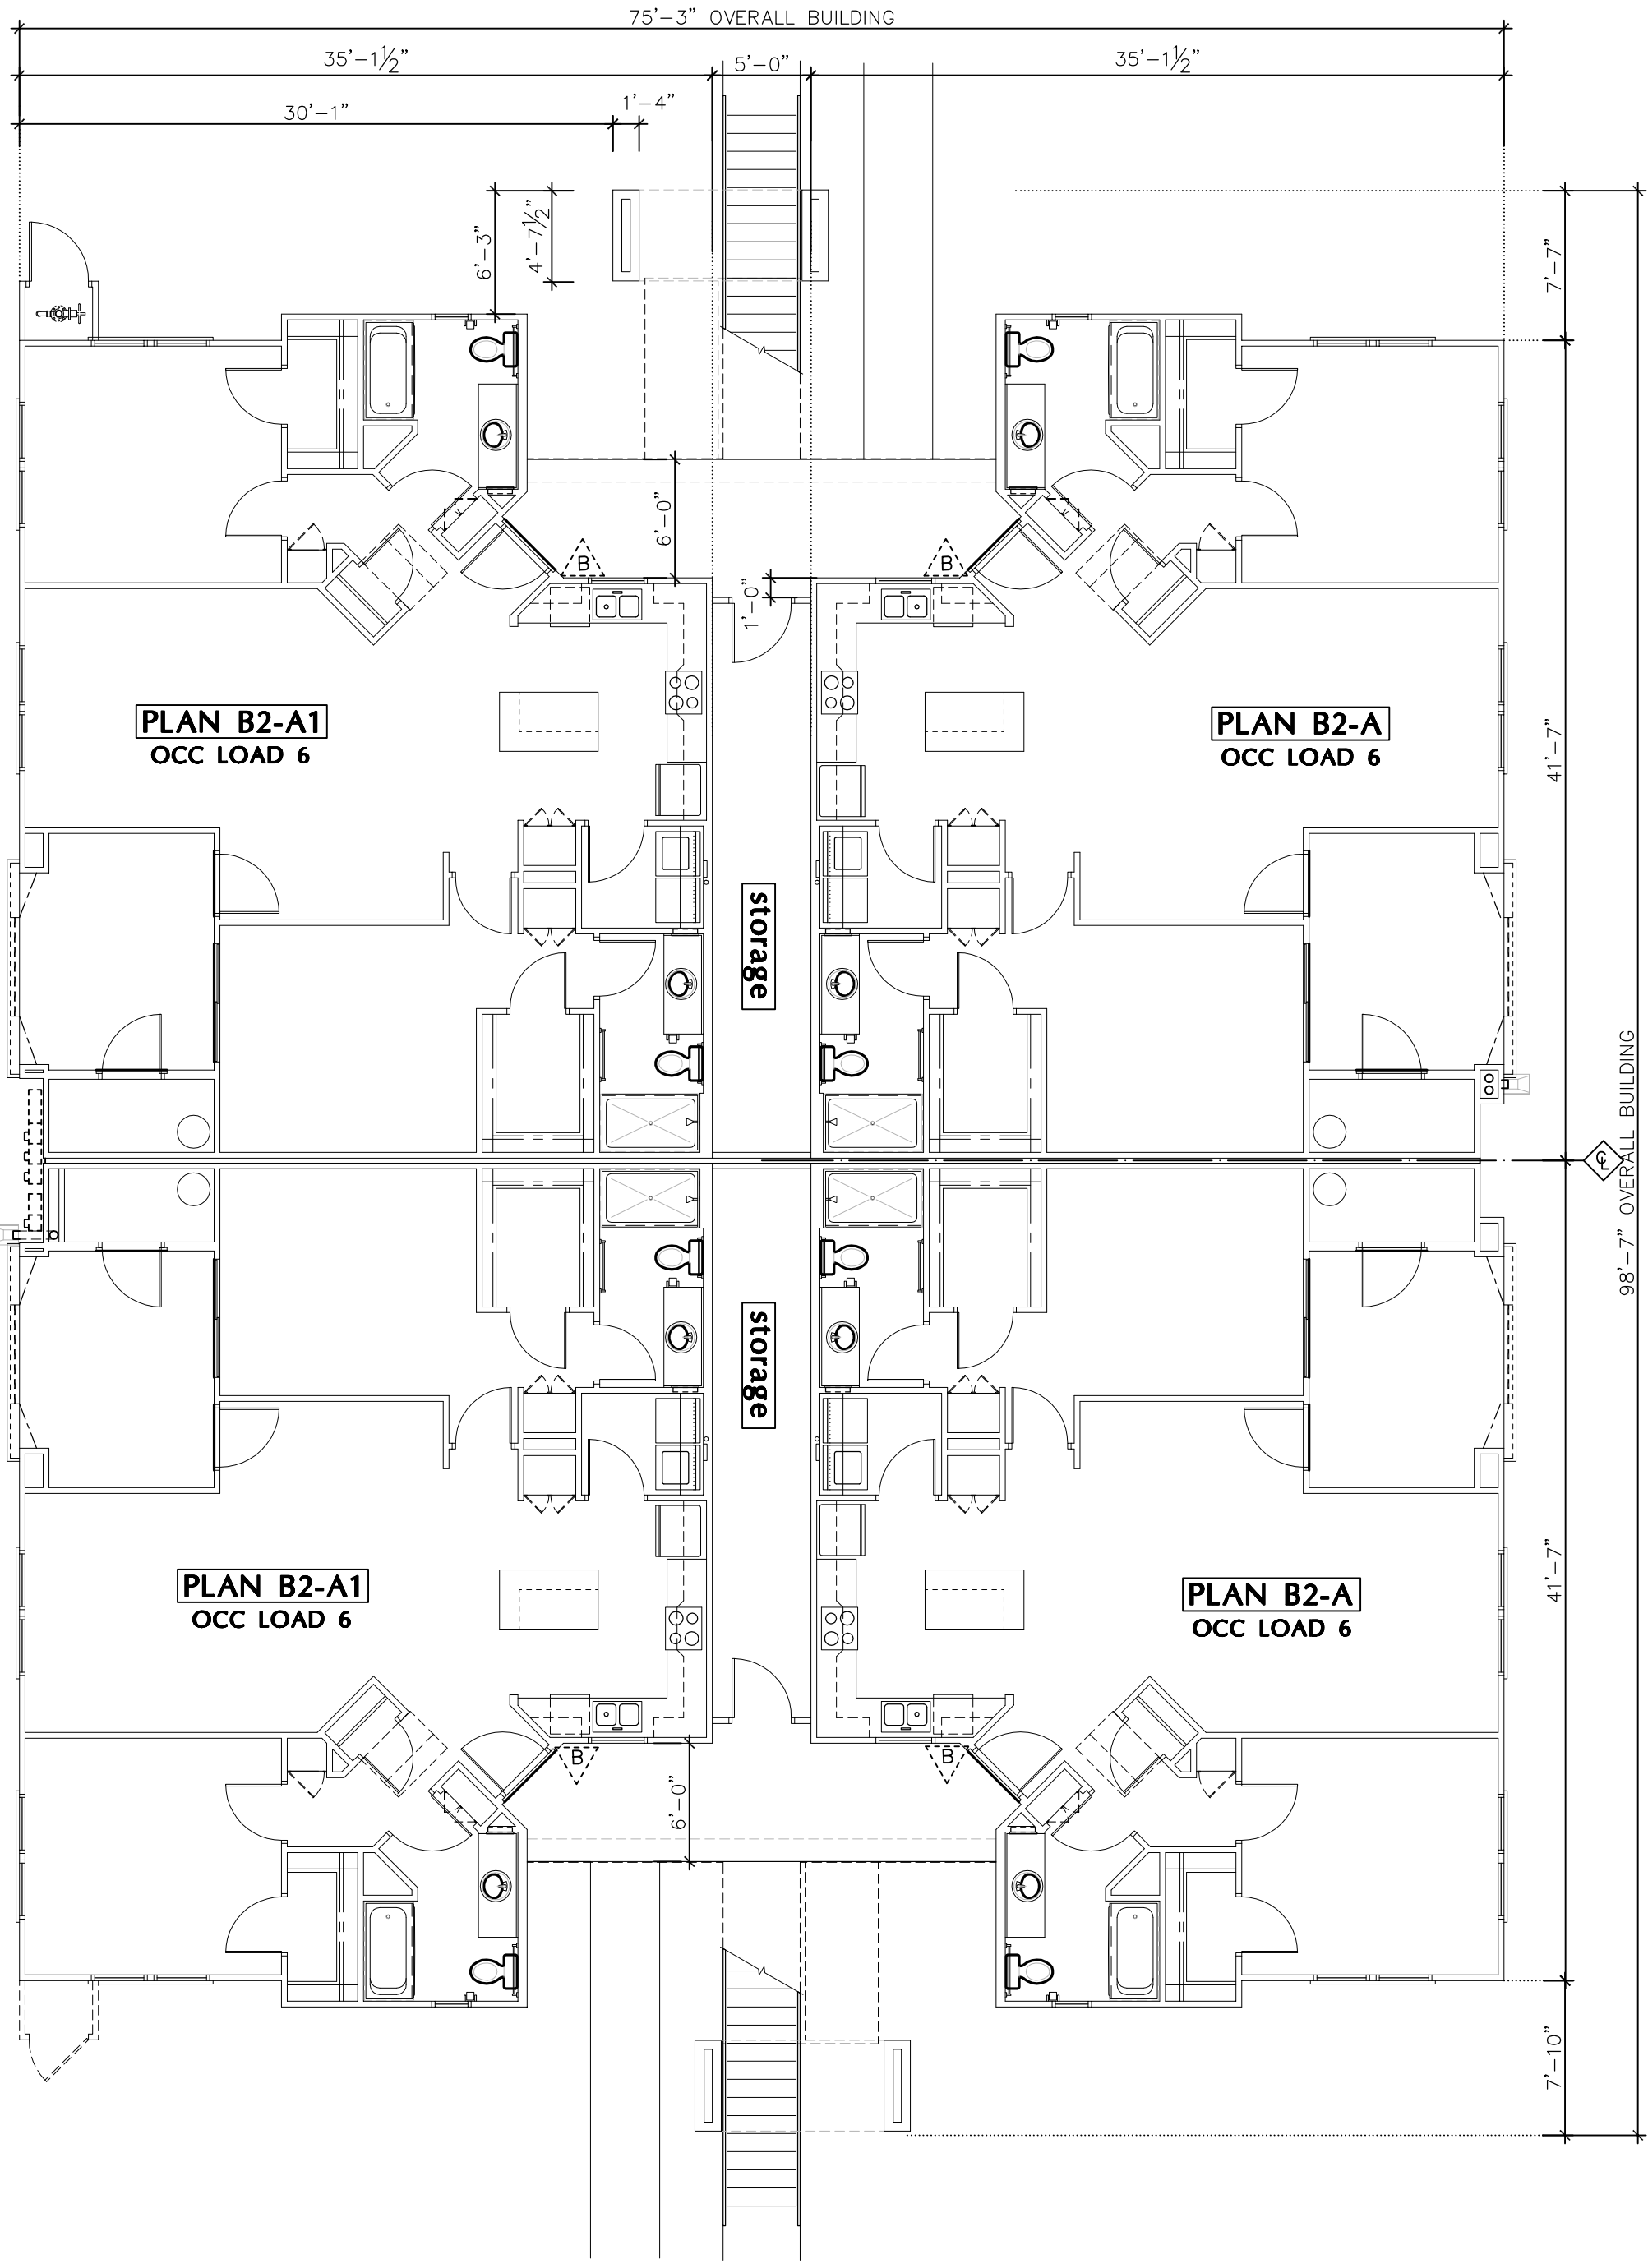 75'-3" OVERALL BUILDING
35'-1½"
5'-0"
35'-1½"
30'-1"
1'-4"
6'-3"
4'-7½"
7'-7"
6'-0"
B
B
1'-0"
PLAN B2-A1
OCC LOAD 6
PLAN B2-A
OCC LOAD 6
41'-7"
storage
98'-7" OVERALL BUILDING
℄
storage
PLAN B2-A1
OCC LOAD 6
PLAN B2-A
OCC LOAD 6
41'-7"
B
B
6'-0"
7'-10"